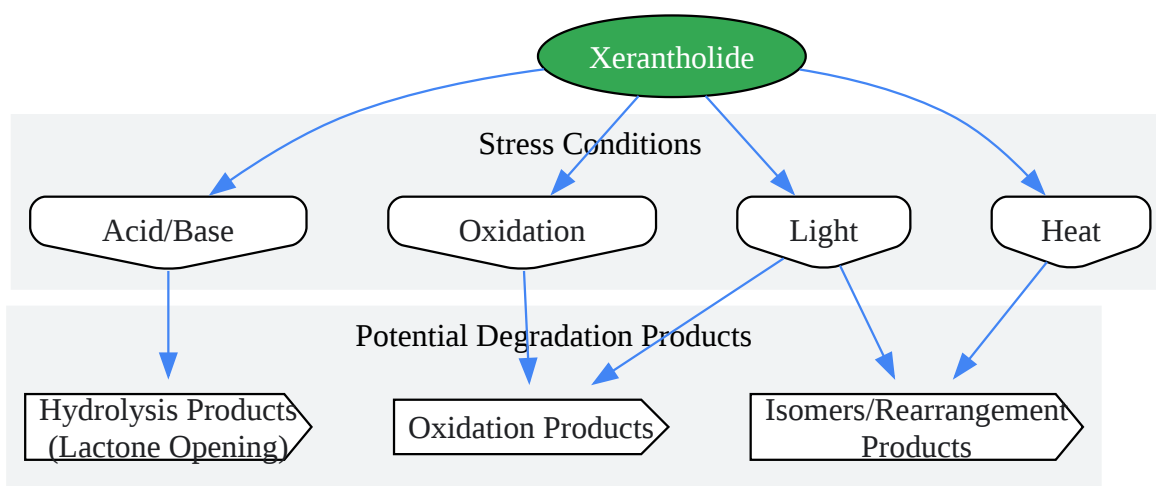 Xerantholide
Stress Conditions
Acid/Base
Oxidation
Light
Heat
Potential Degradation Products
Hydrolysis Products
(Lactone Opening)
Oxidation Products
Isomers/Rearrangement
Products